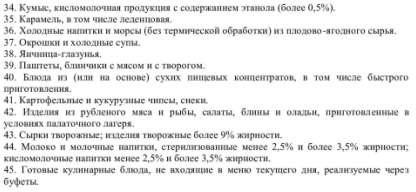 34. Кумыс, кисломолочная продукция с содержанием этанола (более 0,5%).
35. Карамель, в том числе леденцовая.
36. Холодные напитки и морсы (без термической обработки) из плодово-ягодного сырья.
37. Окрошки и холодные супы.
38. Яичница-глазунья.
39. Паштеты, блинчики с мясом и с творогом.
40. Блюда из (или на основе) сухих пищевых концентратов, в том числе быстрого
приготовления.
41. Картофельные и кукурузные чипсы, снеки.
42. Изделия из рубленого мяса и рыбы, салаты, блины и оладьи, приготовленные в
условиях палаточного лагеря.
43. Сырки творожные; изделия творожные более 9% жирности.
44. Молоко и молочные напитки, стерилизованные менее 2,5% и более 3,5% жирности;
кисломолочные напитки менее 2,5% и более 3,5% жирности.
45. Готовые кулинарные блюда, не входящие в меню текущего дня, реализуемые через
буфеты.